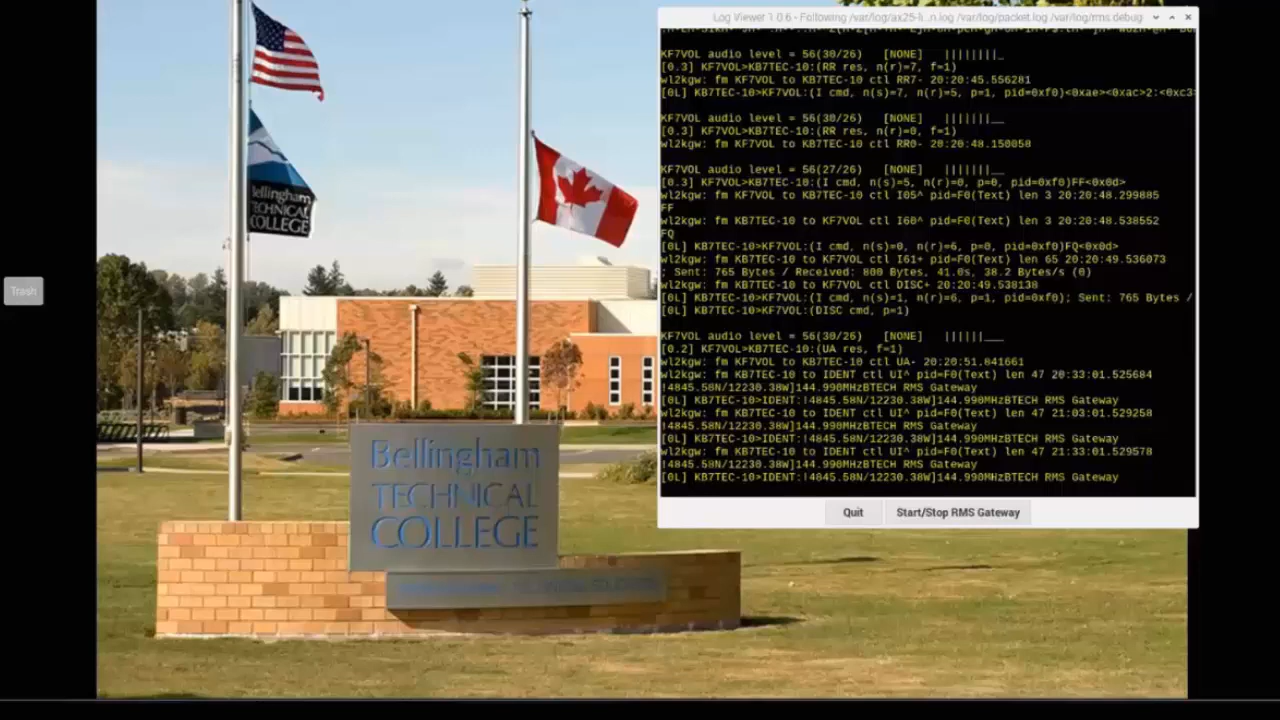 Log Viewer 1.0.6 - Following /var/log/ax25-li...n.log /var/log/packet.log /var/log/rms.debug
KF7VOL audio level = 56(30/26) [NONE] ||||||||_
[0.3] KF7VOL>KB7TEC-10:(RR res, n(r)=7, f=1)
wl2kgw: fm KF7VOL to KB7TEC-10 ctl RR7- 20:20:45.556281
[0L] KB7TEC-10>KF7VOL:(I cmd, n(s)=7, n(r)=5, p=1, pid=0xf0)<0xae><0xac>2:<0xc3>
KF7VOL audio level = 56(30/26) [NONE] |||||||__
[0.3] KF7VOL>KB7TEC-10:(RR res, n(r)=0, f=1)
wl2kgw: fm KF7VOL to KB7TEC-10 ctl RR0- 20:20:48.150058
KF7VOL audio level = 56(27/26) [NONE] |||||||__
[0.3] KF7VOL>KB7TEC-10:(I cmd, n(s)=5, n(r)=0, p=0, pid=0xf0)FF<0x0d>
wl2kgw: fm KF7VOL to KB7TEC-10 ctl I05^ pid=F0(Text) len 3 20:20:48.299885
FF
wl2kgw: fm KB7TEC-10 to KF7VOL ctl I60^ pid=F0(Text) len 3 20:20:48.538552
FQ
[0L] KB7TEC-10>KF7VOL:(I cmd, n(s)=0, n(r)=6, p=0, pid=0xf0)FQ<0x0d>
wl2kgw: fm KB7TEC-10 to KF7VOL ctl I61+ pid=F0(Text) len 65 20:20:49.536073
; Sent: 765 Bytes / Received: 800 Bytes, 41.0s, 38.2 Bytes/s (0)
wl2kgw: fm KB7TEC-10 to KF7VOL ctl DISC+ 20:20:49.538138
[0L] KB7TEC-10>KF7VOL:(I cmd, n(s)=1, n(r)=6, p=1, pid=0xf0); Sent: 765 Bytes /
[0L] KB7TEC-10>KF7VOL:(DISC cmd, p=1)
KF7VOL audio level = 56(30/26) [NONE] ||||||___
[0.2] KF7VOL>KB7TEC-10:(UA res, f=1)
wl2kgw: fm KF7VOL to KB7TEC-10 ctl UA- 20:20:51.841661
wl2kgw: fm KB7TEC-10 to IDENT ctl UI^ pid=F0(Text) len 47 20:33:01.525684
!4845.58N/12230.38W]144.990MHzBTECH RMS Gateway
[0L] KB7TEC-10>IDENT:!4845.58N/12230.38W]144.990MHzBTECH RMS Gateway
wl2kgw: fm KB7TEC-10 to IDENT ctl UI^ pid=F0(Text) len 47 21:03:01.529258
!4845.58N/12230.38W]144.990MHzBTECH RMS Gateway
[0L] KB7TEC-10>IDENT:!4845.58N/12230.38W]144.990MHzBTECH RMS Gateway
wl2kgw: fm KB7TEC-10 to IDENT ctl UI^ pid=F0(Text) len 47 21:33:01.529578
!4845.58N/12230.38W]144.990MHzBTECH RMS Gateway
[0L] KB7TEC-10>IDENT:!4845.58N/12230.38W]144.990MHzBTECH RMS Gateway
Quit
Start/Stop RMS Gateway
Trash
Bellingham
TECHNICAL
COLLEGE
Bellingham
TECHNICAL
COLLEGE